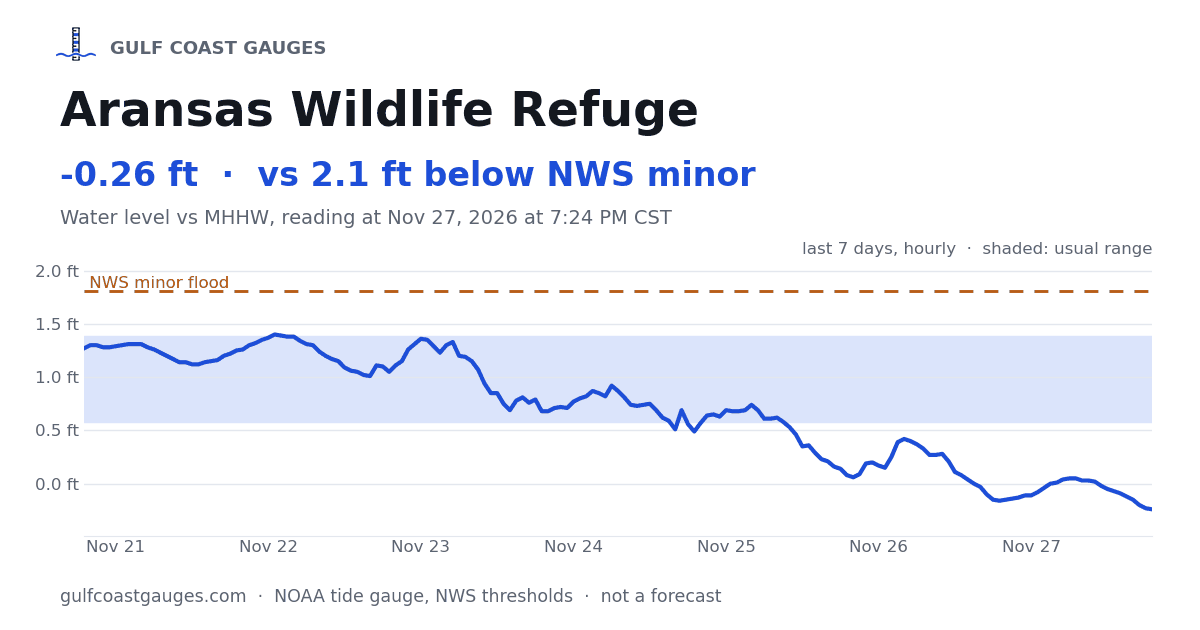 GULF COAST GAUGES
Aransas Wildlife Refuge
-0.26 ft · vs 2.1 ft below NWS minor
Water level vs MHHW, reading at Nov 27, 2026 at 7:24 PM CST
last 7 days, hourly · shaded: usual range
2.0 ft
NWS minor flood
1.5 ft
1.0 ft
0.5 ft
0.0 ft
Nov 21 Nov 22 Nov 23 Nov 24 Nov 25 Nov 26 Nov 27
gulfcoastgauges.com · NOAA tide gauge, NWS thresholds · not a forecast